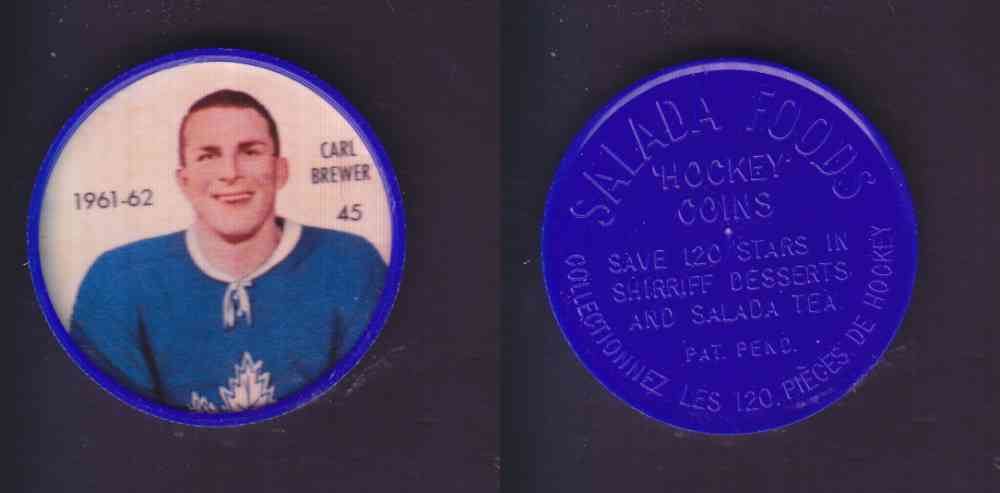 1961-62
CARL
BREWER
45
SALADA FOODS
"HOCKEY"
COINS
SAVE 120 STARS IN
SHIRRIFF DESSERTS
AND SALADA TEA
PAT. PEND.
COLLECTIONNEZ LES 120 PIÈCES DE HOCKEY